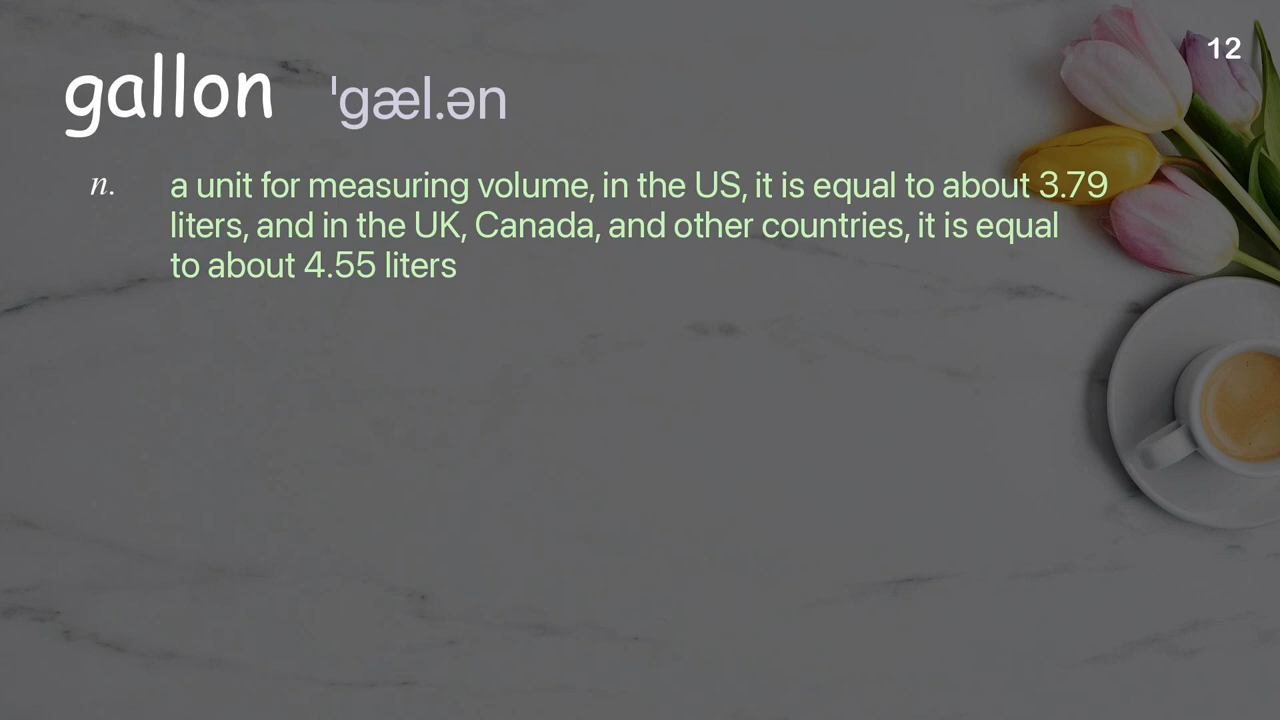 12
gallon ˈɡæl.ən
n. a unit for measuring volume, in the US, it is equal to about 3.79
liters, and in the UK, Canada, and other countries, it is equal
to about 4.55 liters